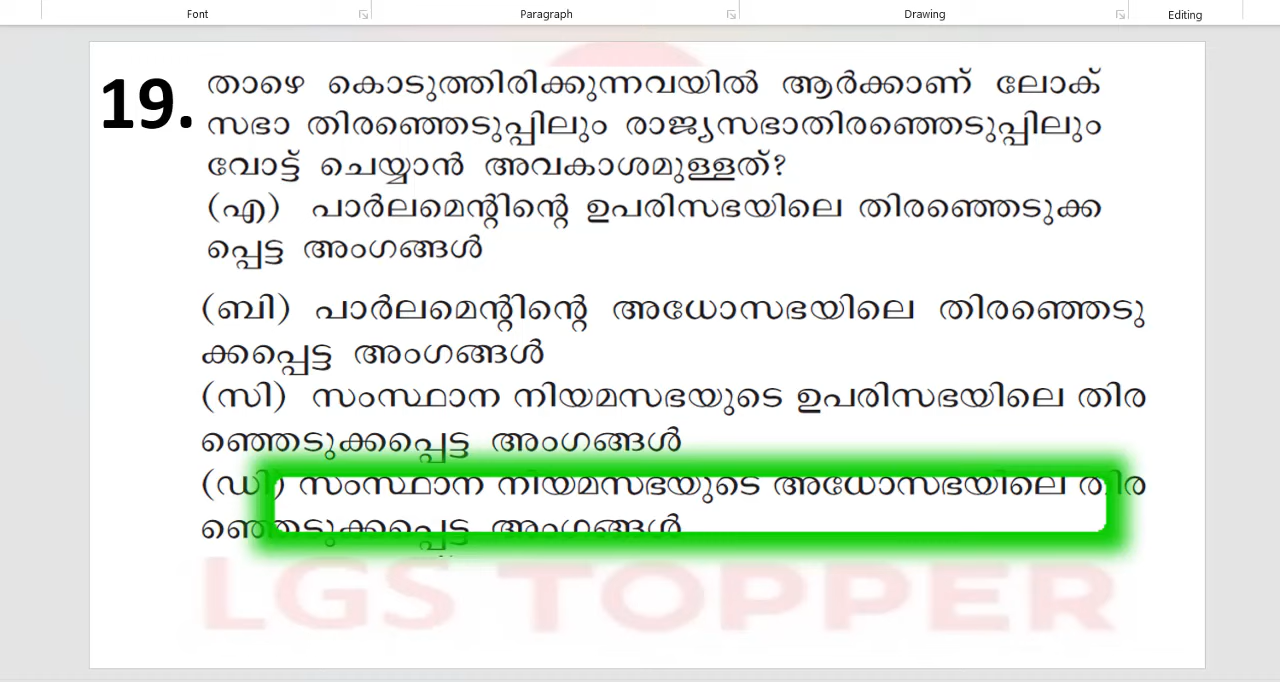 Font Paragraph Drawing Editing
19. താഴെ കൊടുത്തിരിക്കുന്നവയിൽ ആർക്കാണ് ലോക്
സഭാ തിരഞ്ഞെടുപ്പിലും രാജ്യസഭാതിരഞ്ഞെടുപ്പിലും
വോട്ട് ചെയ്യാൻ അവകാശമുള്ളത്?
(എ) പാർലമെന്റിന്റെ ഉപരിസഭയിലെ തിരഞ്ഞെടുക്ക
പ്പെട്ട അംഗങ്ങൾ
(ബി) പാർലമെന്റിന്റെ അധോസഭയിലെ തിരഞ്ഞെടു
ക്കപ്പെട്ട അംഗങ്ങൾ
(സി) സംസ്ഥാന നിയമസഭയുടെ ഉപരിസഭയിലെ തിര
ഞ്ഞെടുക്കപ്പെട്ട അംഗങ്ങൾ
(ഡി) സംസ്ഥാന നിയമസഭയുടെ അധോസഭയിലെ തിര
ഞ്ഞെടുക്കപ്പെട്ട അംഗങ്ങൾ
LGS TOPPER